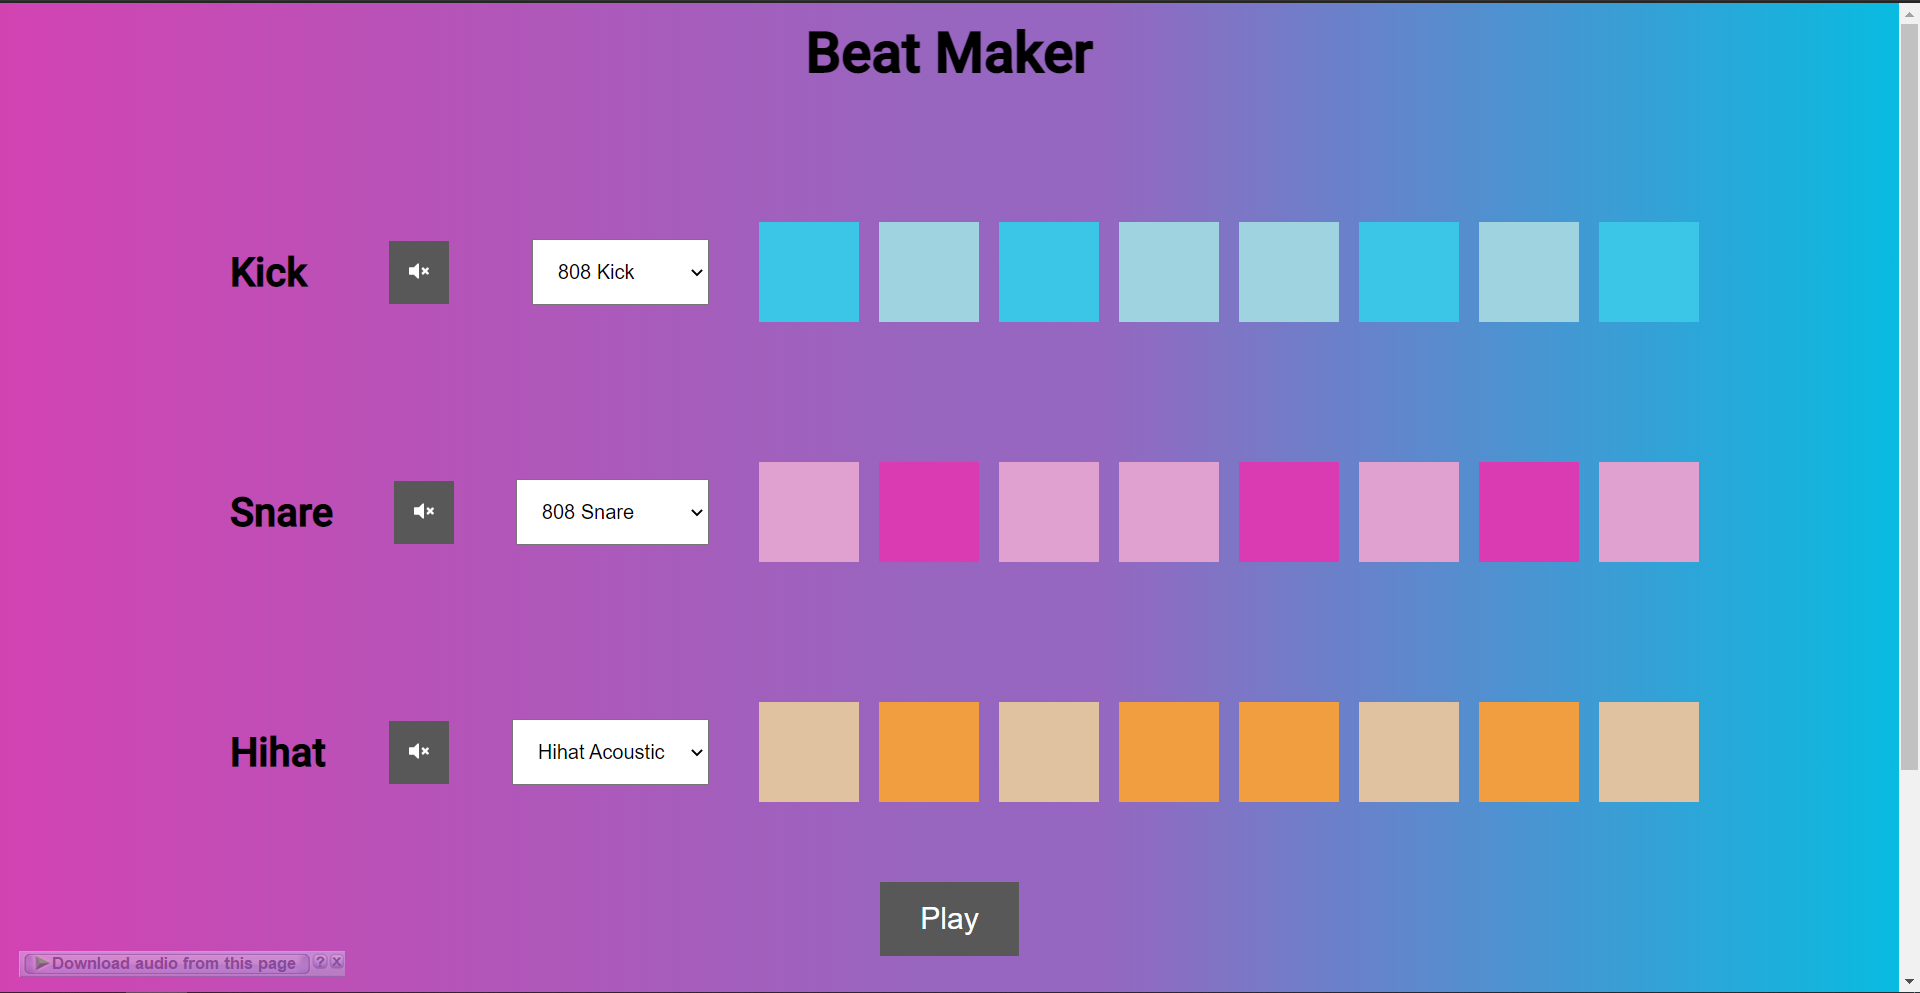 Beat Maker
Kick
808 Kick
Snare
808 Snare
Hihat
Hihat Acoustic
Play
Download audio from this page ? x